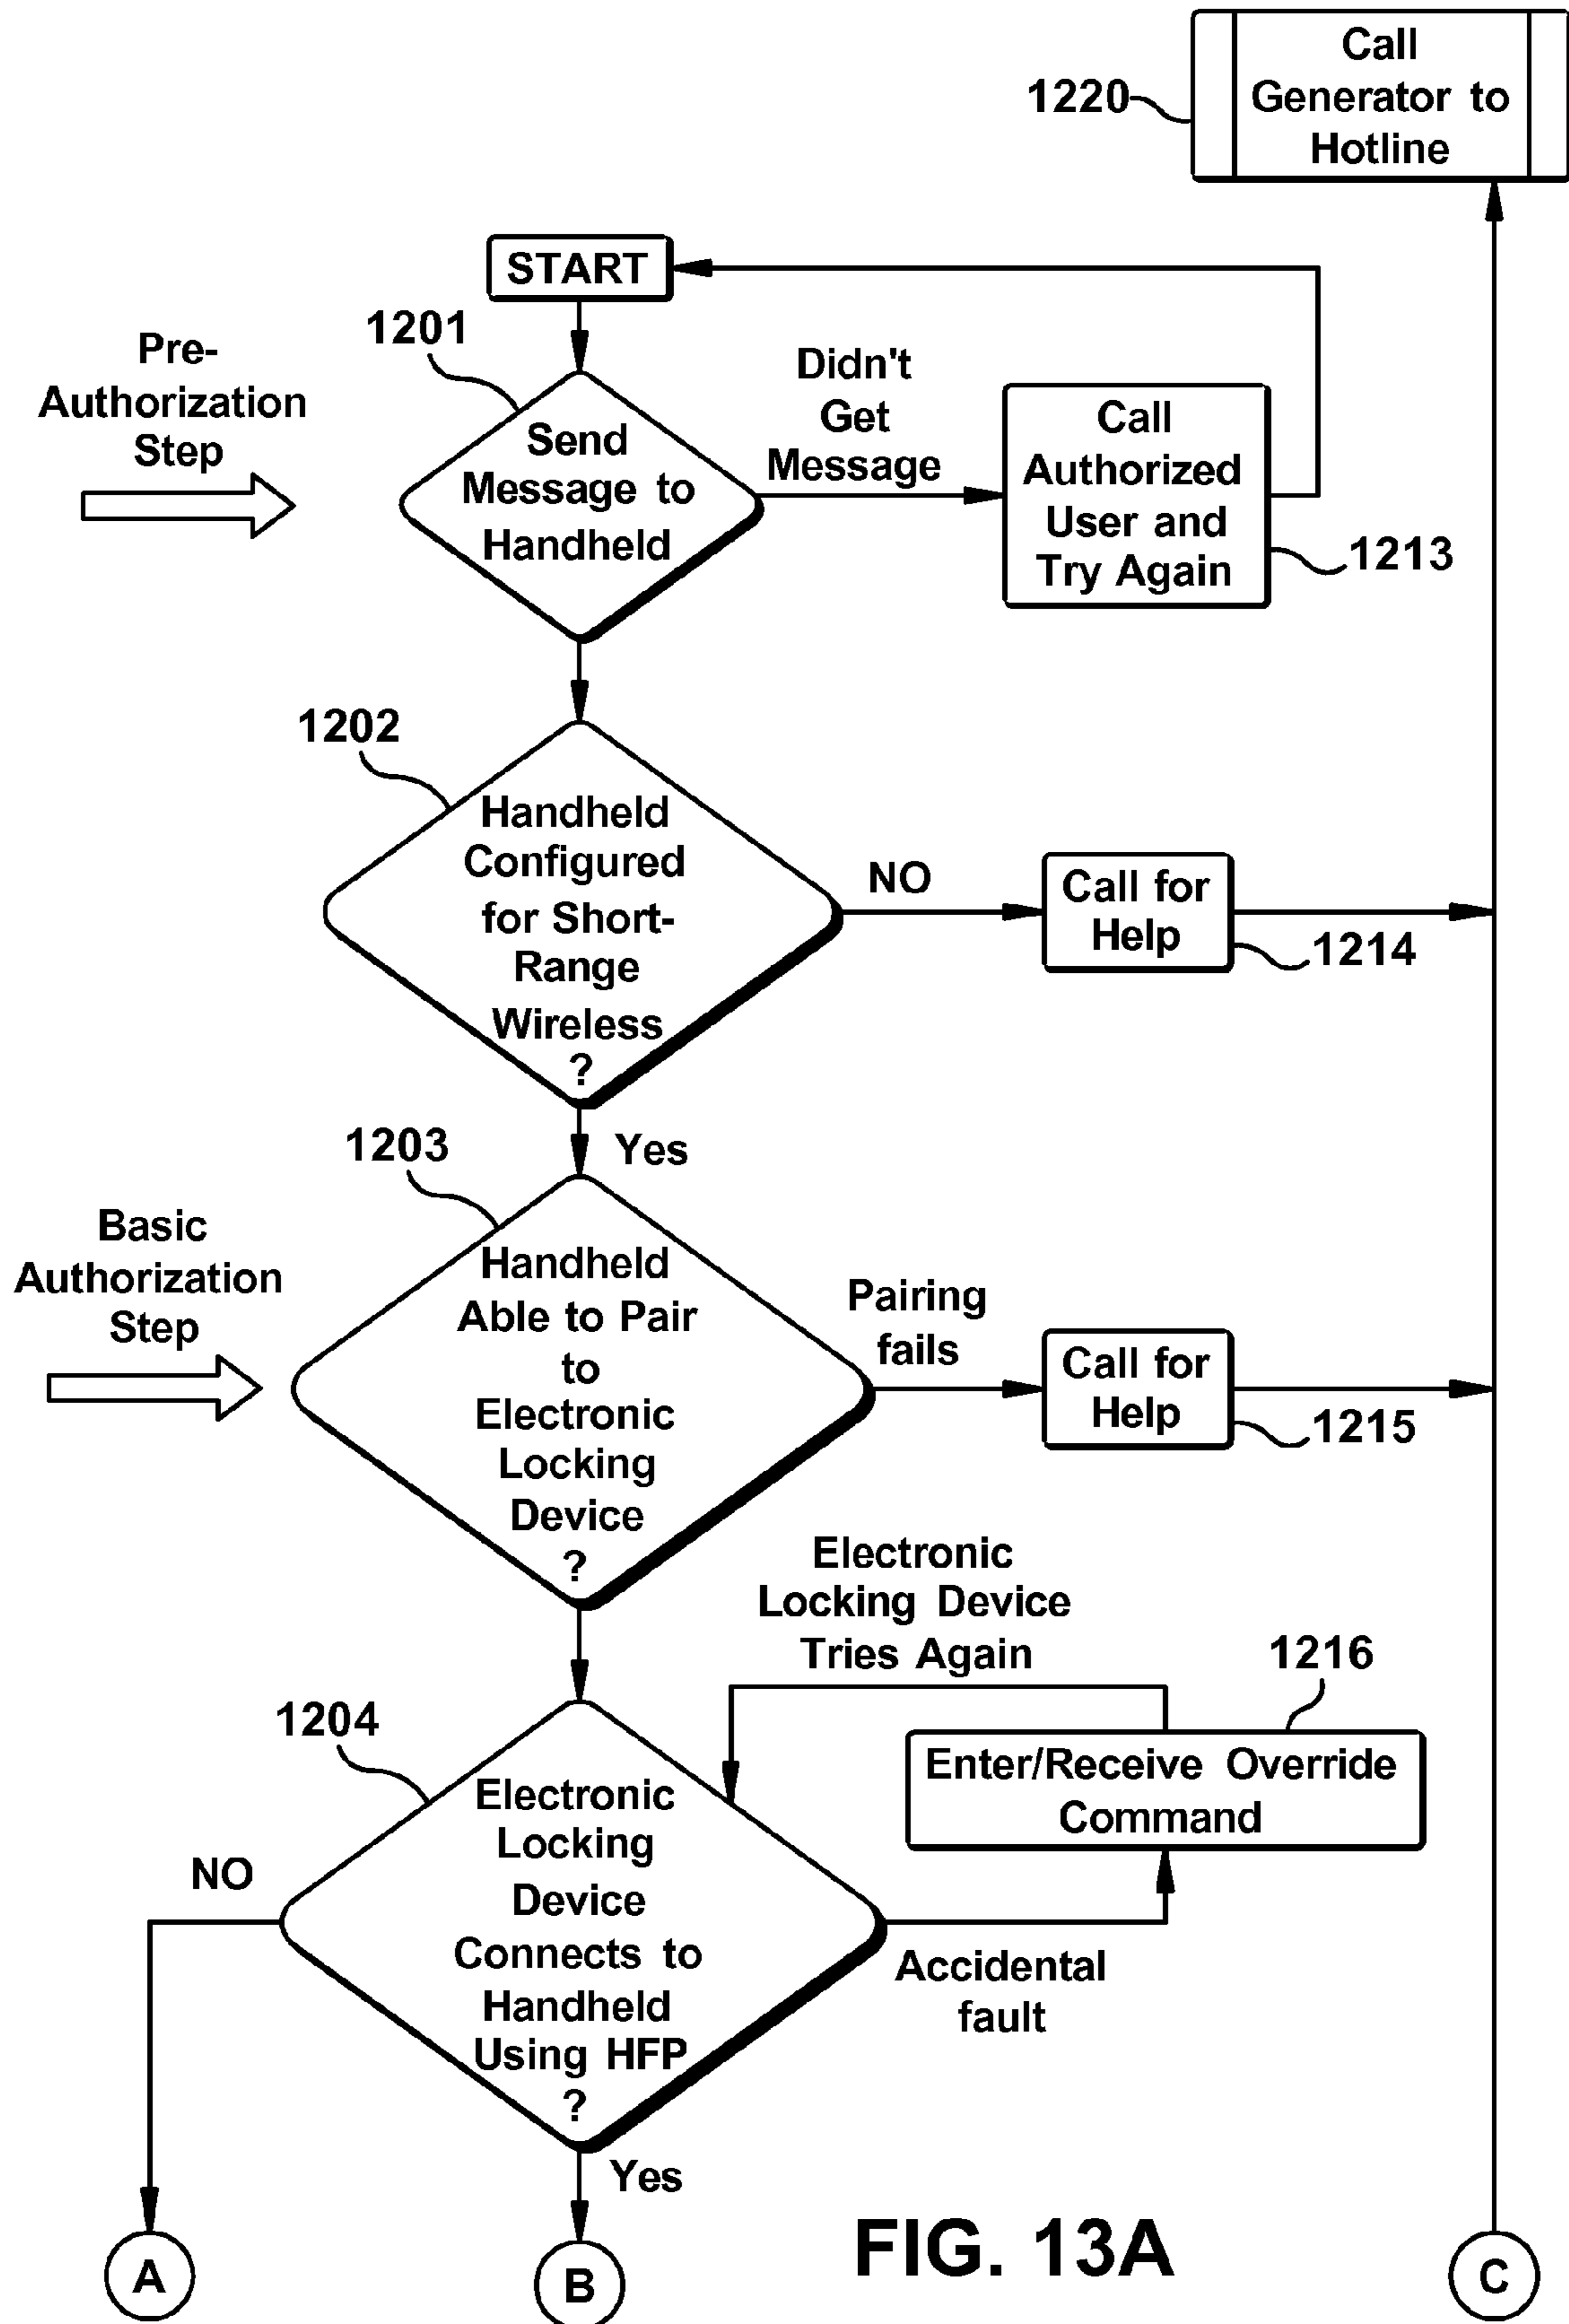 Call
Generator to
Hotline
1220
START
1201
Pre-
Authorization
Step
Send
Message to
Handheld
Didn't
Get
Message
Call
Authorized
User and
Try Again
1213
1202
Handheld
Configured
for Short-
Range
Wireless
?
NO
Call for
Help
1214
Yes
1203
Basic
Authorization
Step
Handheld
Able to Pair
to
Electronic
Locking
Device
?
Pairing
fails
Call for
Help
1215
Electronic
Locking Device
Tries Again
1216
Enter/Receive Override
Command
1204
Electronic
Locking
Device
Connects to
Handheld
Using HFP
?
NO
Accidental
fault
Yes
A
B
FIG. 13A
C